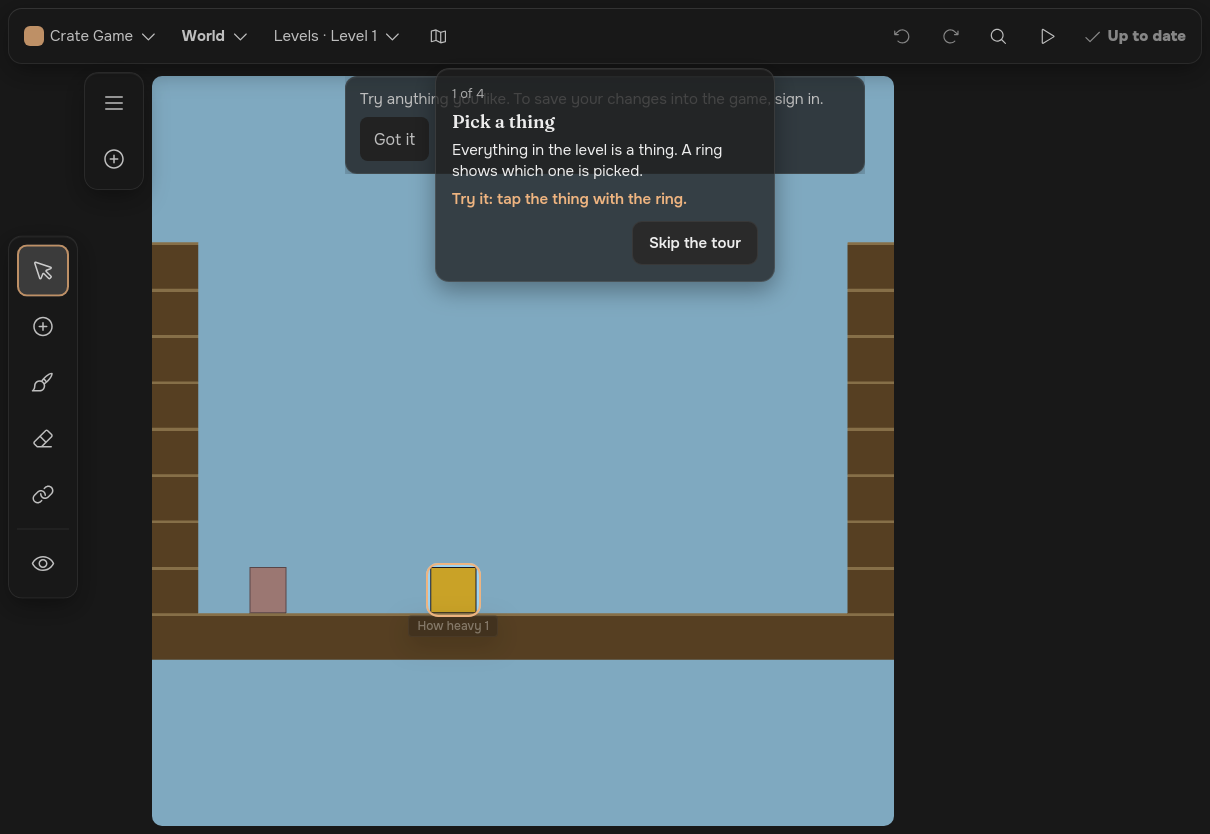 Crate Game
World
Levels · Level 1
Up to date
Try anything you like. To save your changes into the game, sign in.
Got it
1 of 4
Pick a thing
Everything in the level is a thing. A ring
shows which one is picked.
Try it: tap the thing with the ring.
Skip the tour
How heavy 1